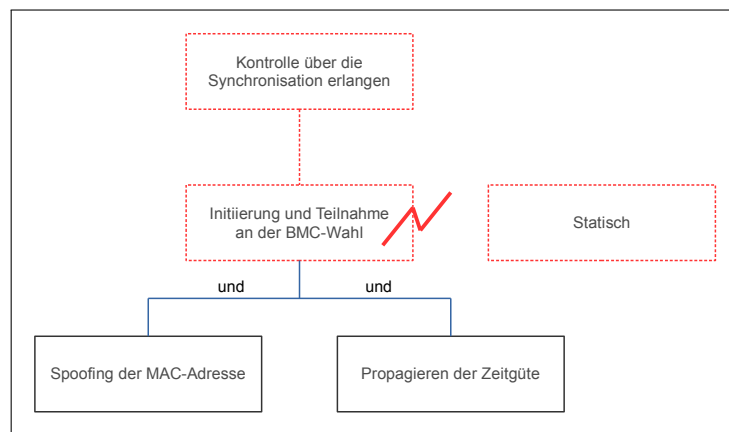 Kontrolle über die
Synchronisation erlangen
Initiierung und Teilnahme
an der BMC-Wahl
Statisch
und
und
Spoofing der MAC-Adresse
Propagieren der Zeitgüte